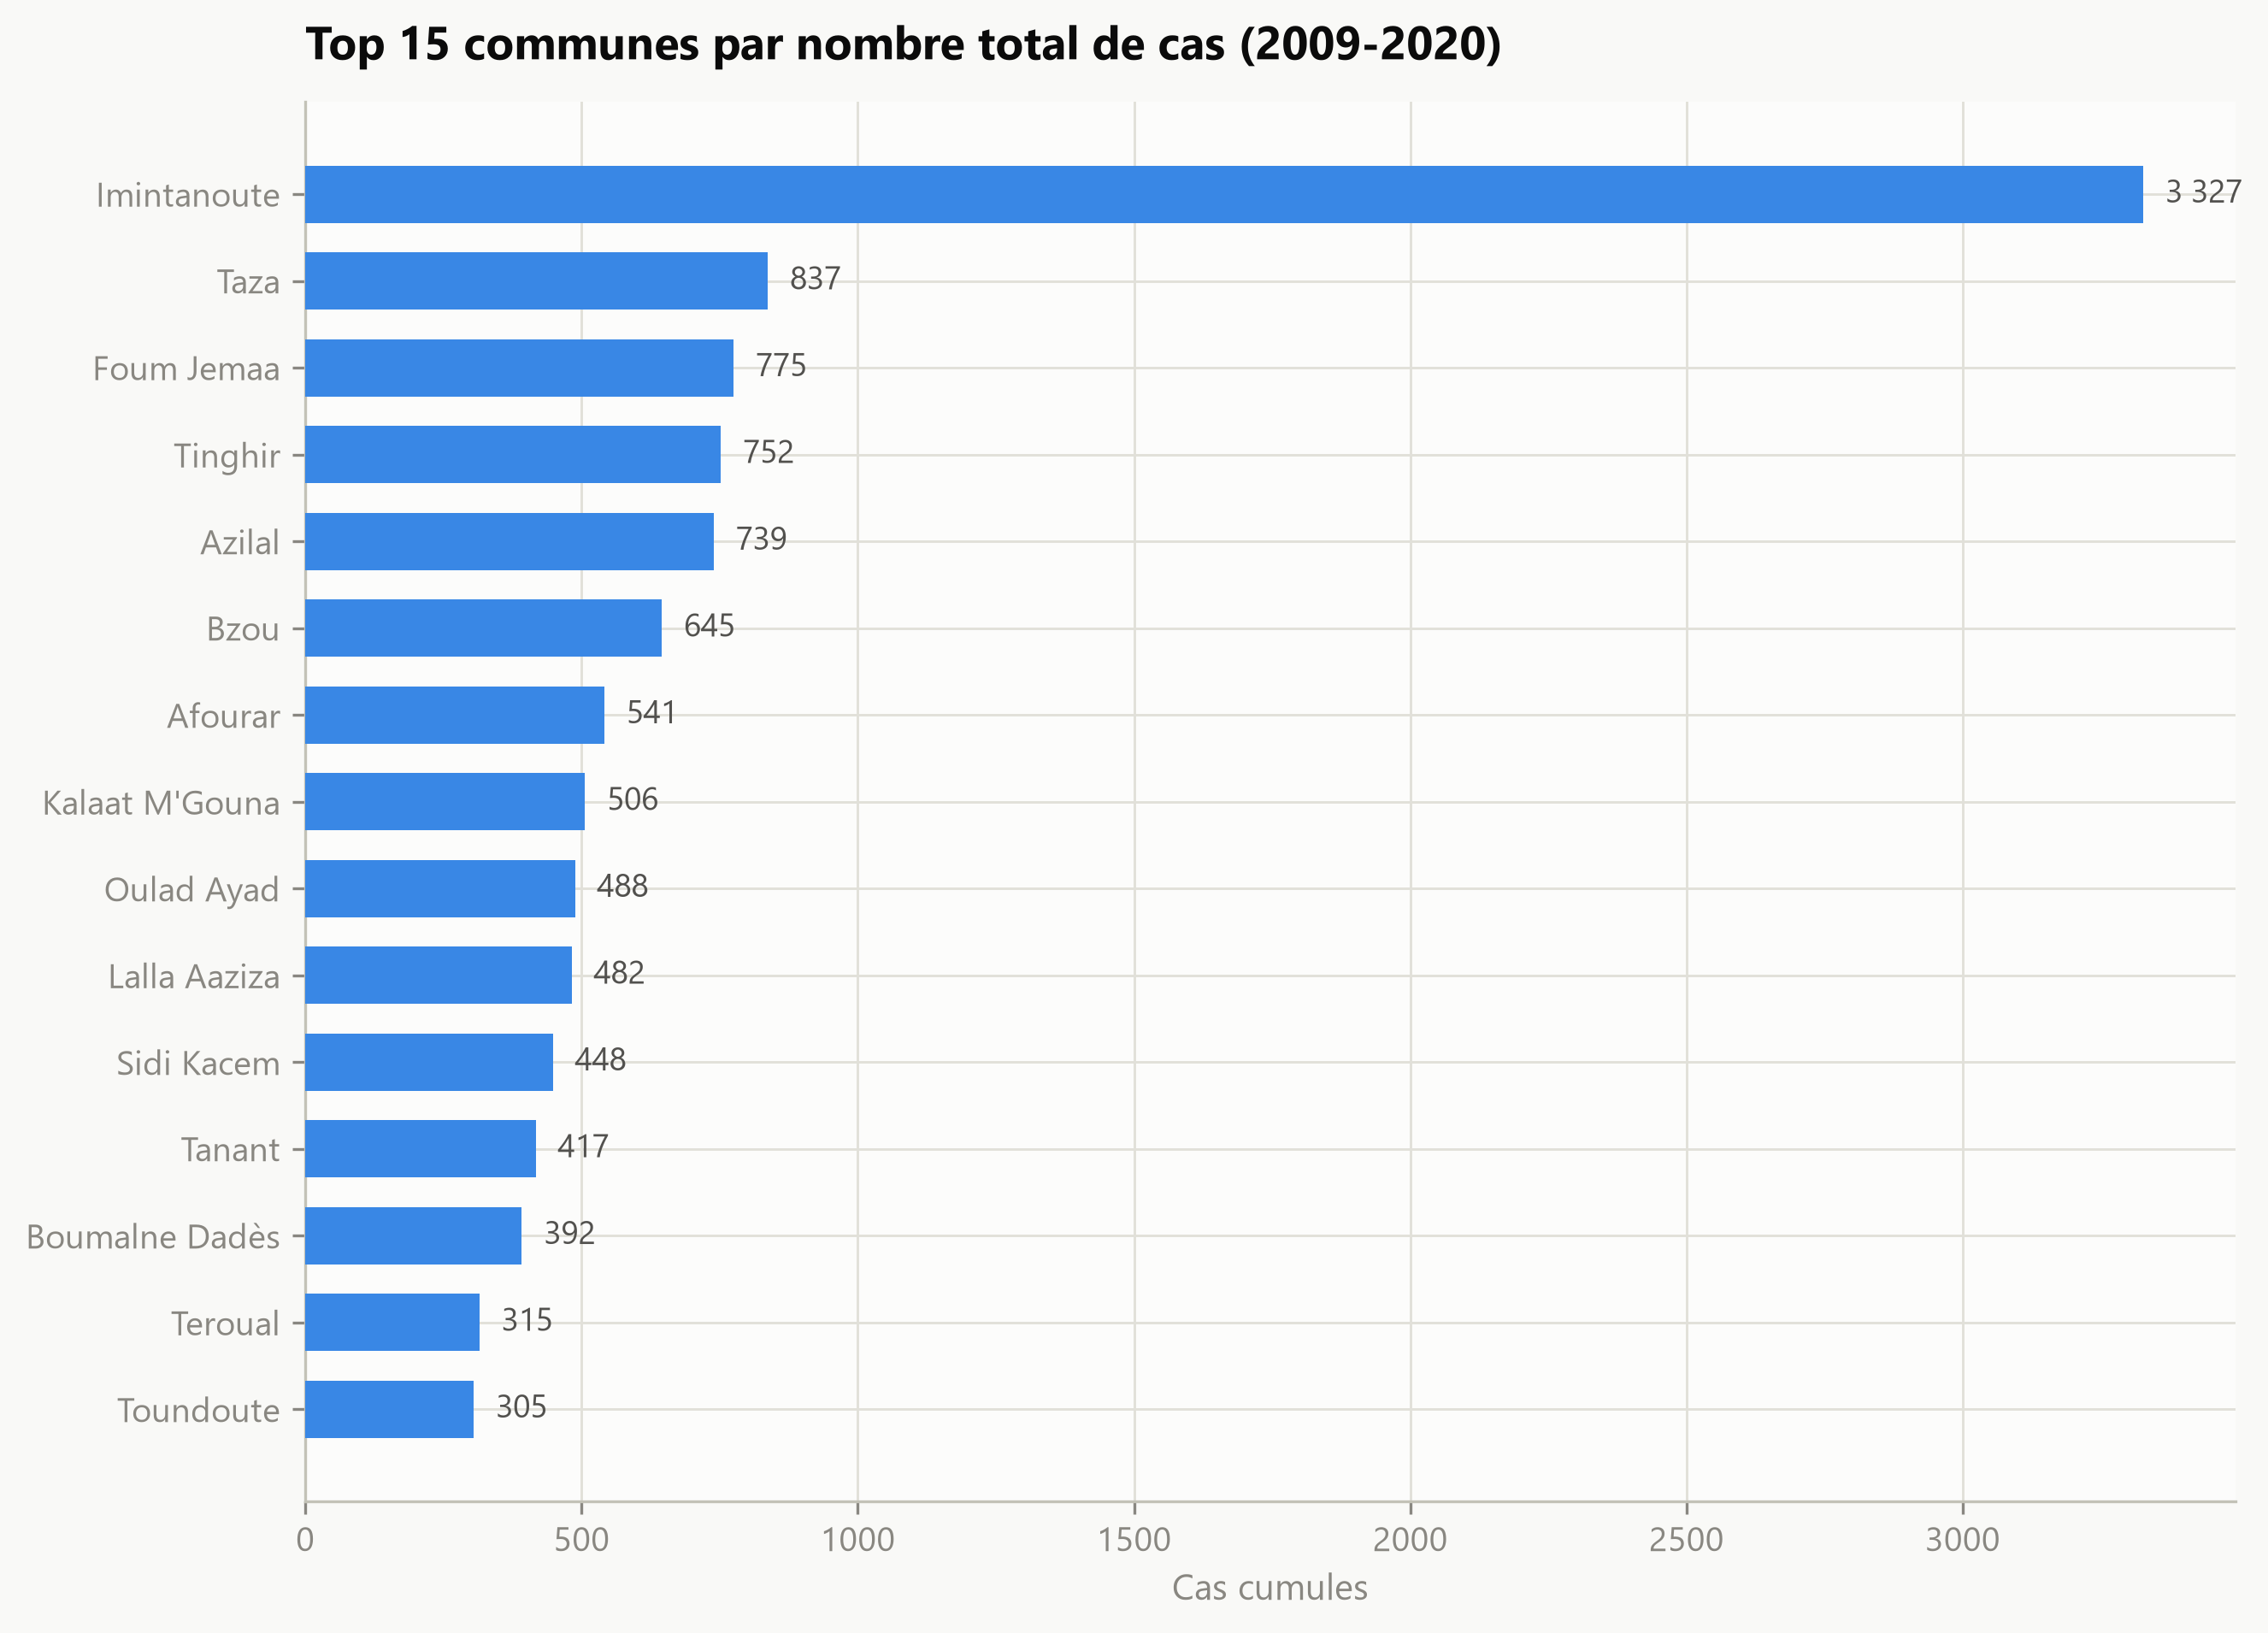 Top 15 communes par nombre total de cas (2009-2020)
Imintanoute 3 327
Taza 837
Foum Jemaa 775
Tinghir 752
Azilal 739
Bzou 645
Afourar 541
Kalaat M'Gouna 506
Oulad Ayad 488
Lalla Aaziza 482
Sidi Kacem 448
Tanant 417
Boumalne Dadès 392
Teroual 315
Toundoute 305
0 500 1000 1500 2000 2500 3000
Cas cumules